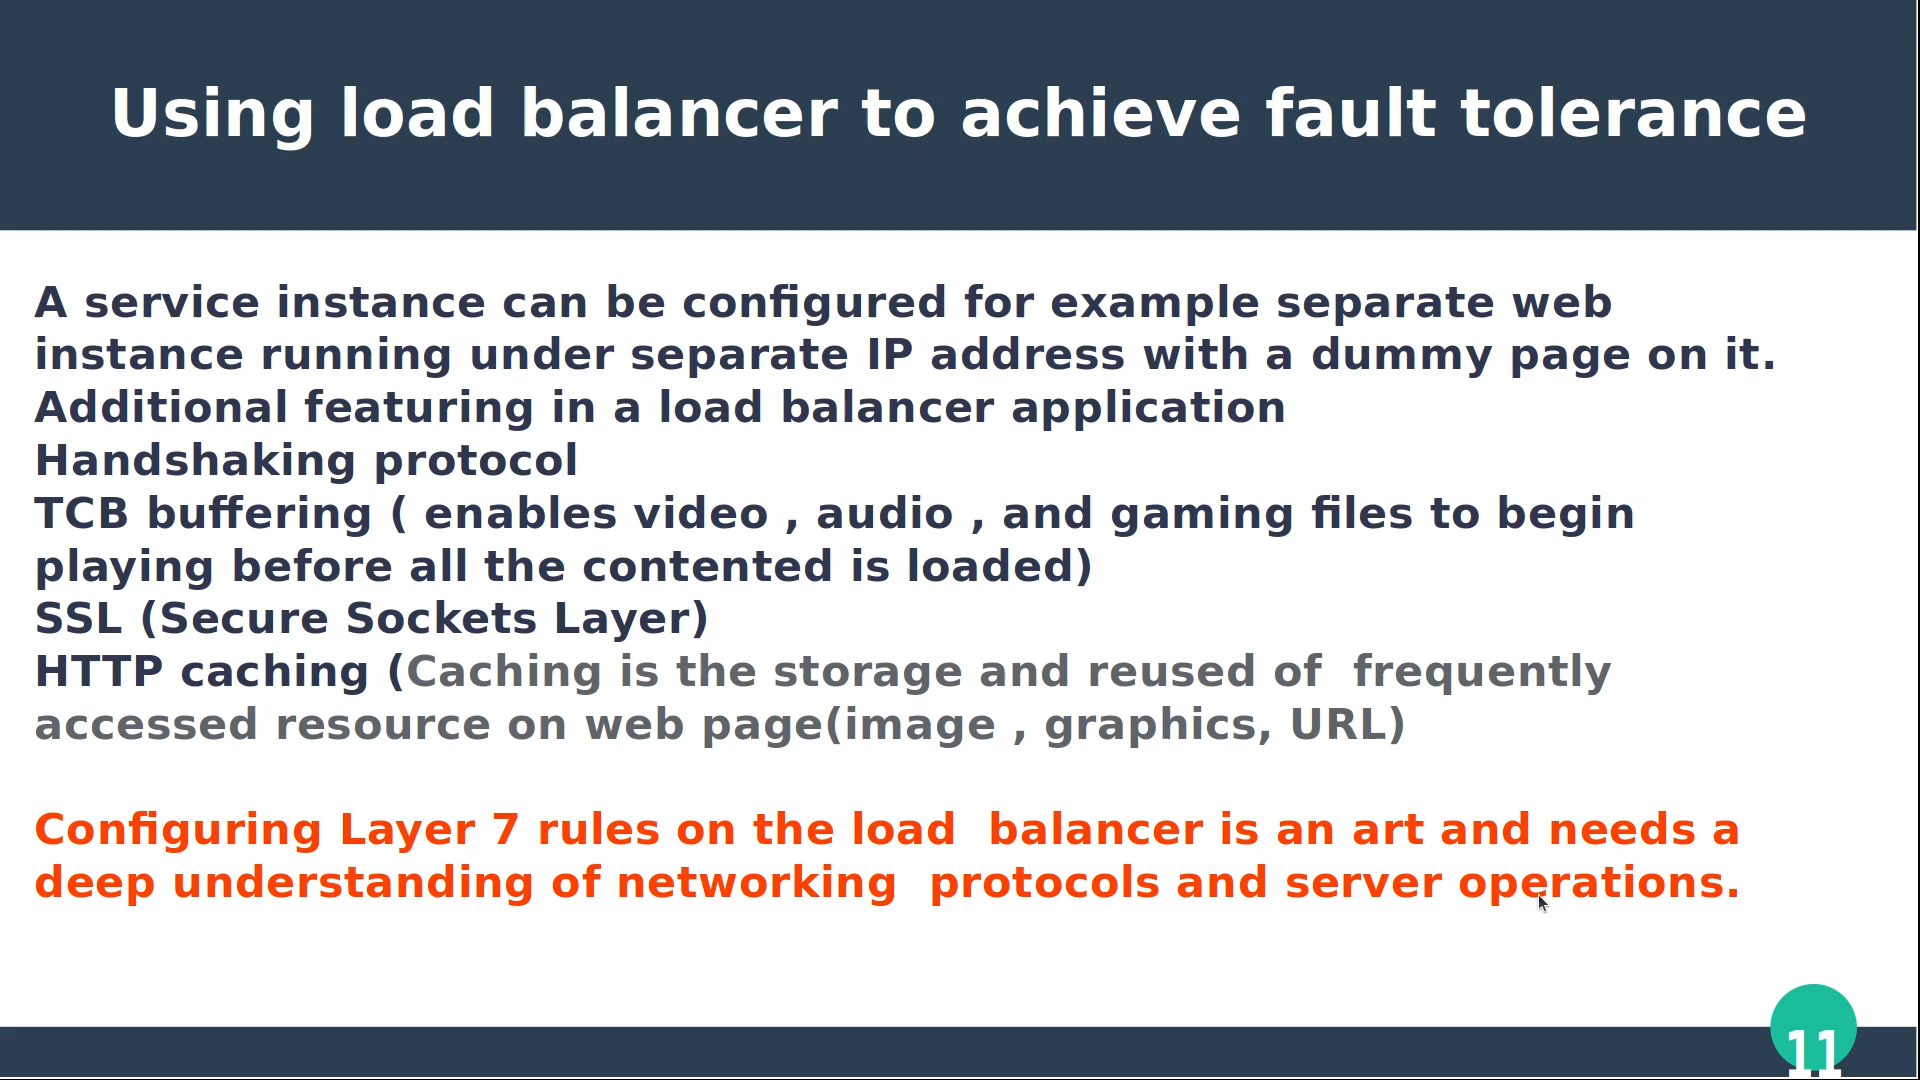 Using load balancer to achieve fault tolerance
A service instance can be configured for example separate web
instance running under separate IP address with a dummy page on it.
Additional featuring in a load balancer application
Handshaking protocol
TCB buffering ( enables video , audio , and gaming files to begin
playing before all the contented is loaded)
SSL (Secure Sockets Layer)
HTTP caching (Caching is the storage and reused of  frequently
accessed resource on web page(image , graphics, URL)
Configuring Layer 7 rules on the load  balancer is an art and needs a
deep understanding of networking  protocols and server operations.
11